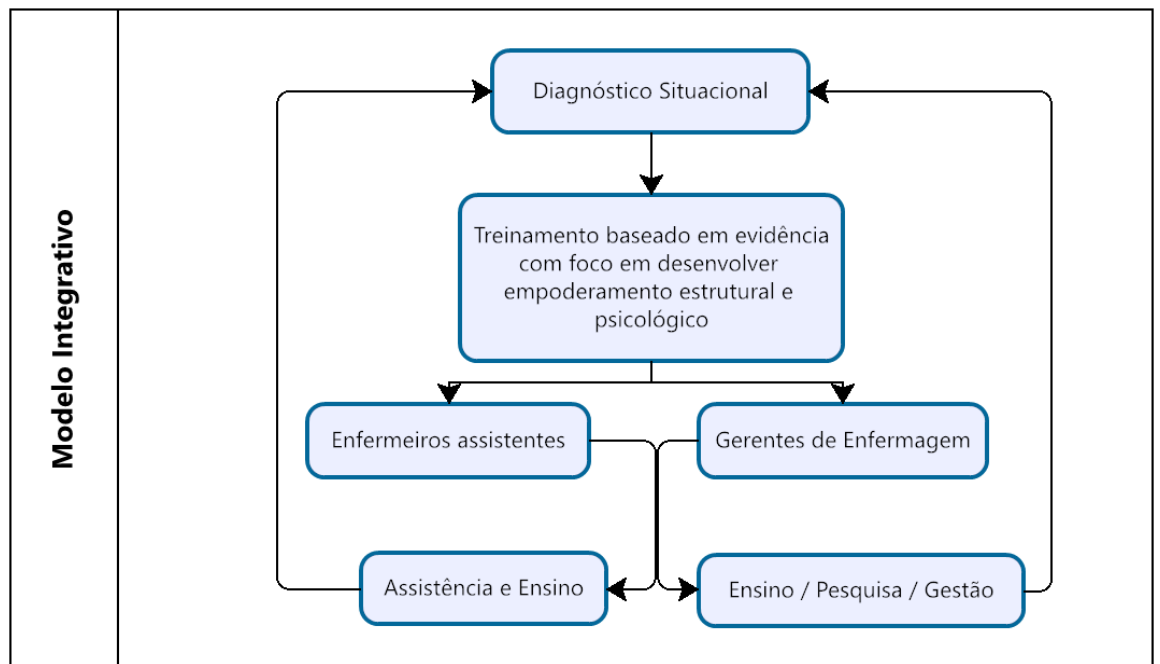 Modelo Integrativo
Diagnóstico Situacional
Treinamento baseado em evidência
com foco em desenvolver
empoderamento estrutural e
psicológico
Enfermeiros assistentes
Gerentes de Enfermagem
Assistência e Ensino
Ensino / Pesquisa / Gestão